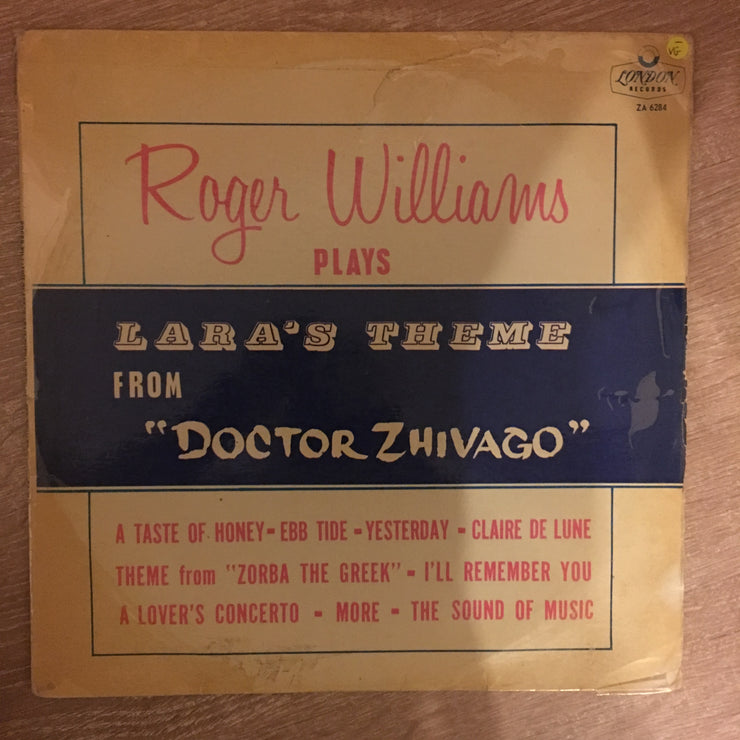 VG-
LONDON
RECORDS
ZA 6284
Roger Williams
PLAYS
LARA'S THEME
FROM
"DOCTOR ZHIVAGO"
A TASTE OF HONEY - EBB TIDE - YESTERDAY - CLAIRE DE LUNE
THEME from "ZORBA THE GREEK" - I'LL REMEMBER YOU
A LOVER'S CONCERTO - MORE - THE SOUND OF MUSIC